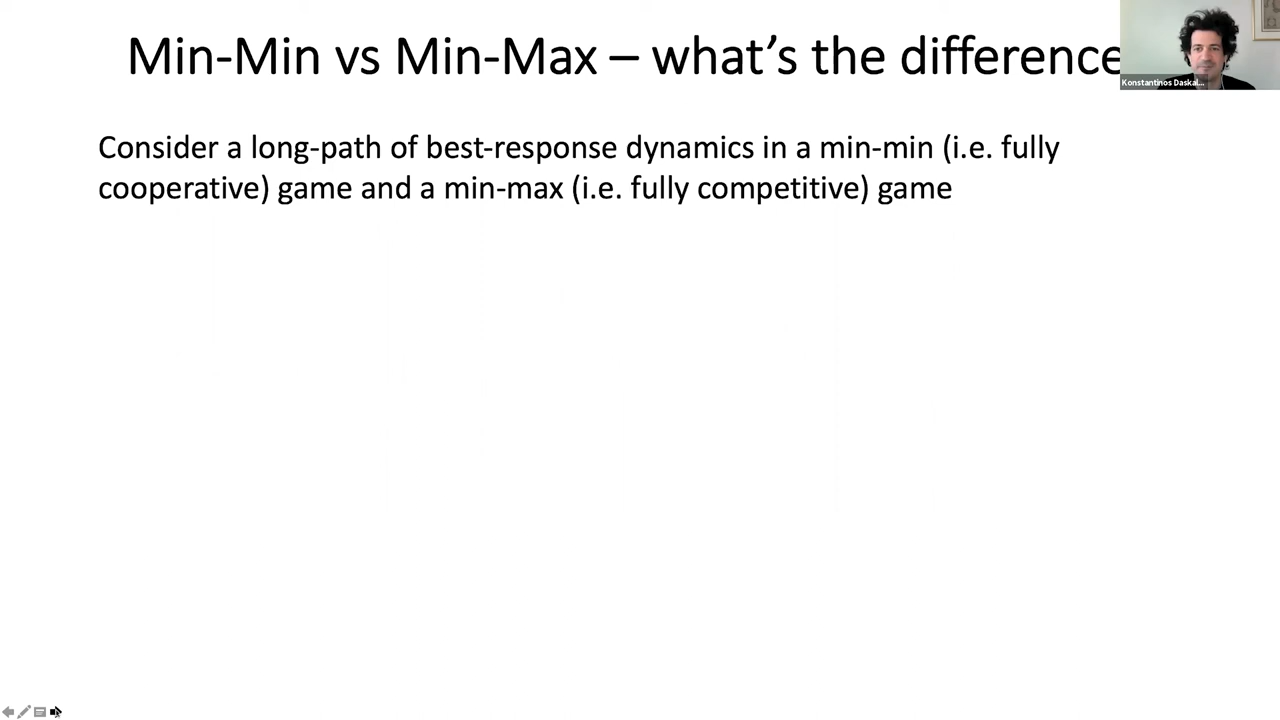 Min-Min vs Min-Max – what's the difference
Konstantinos Daskal...
Consider a long-path of best-response dynamics in a min-min (i.e. fully
cooperative) game and a min-max (i.e. fully competitive) game